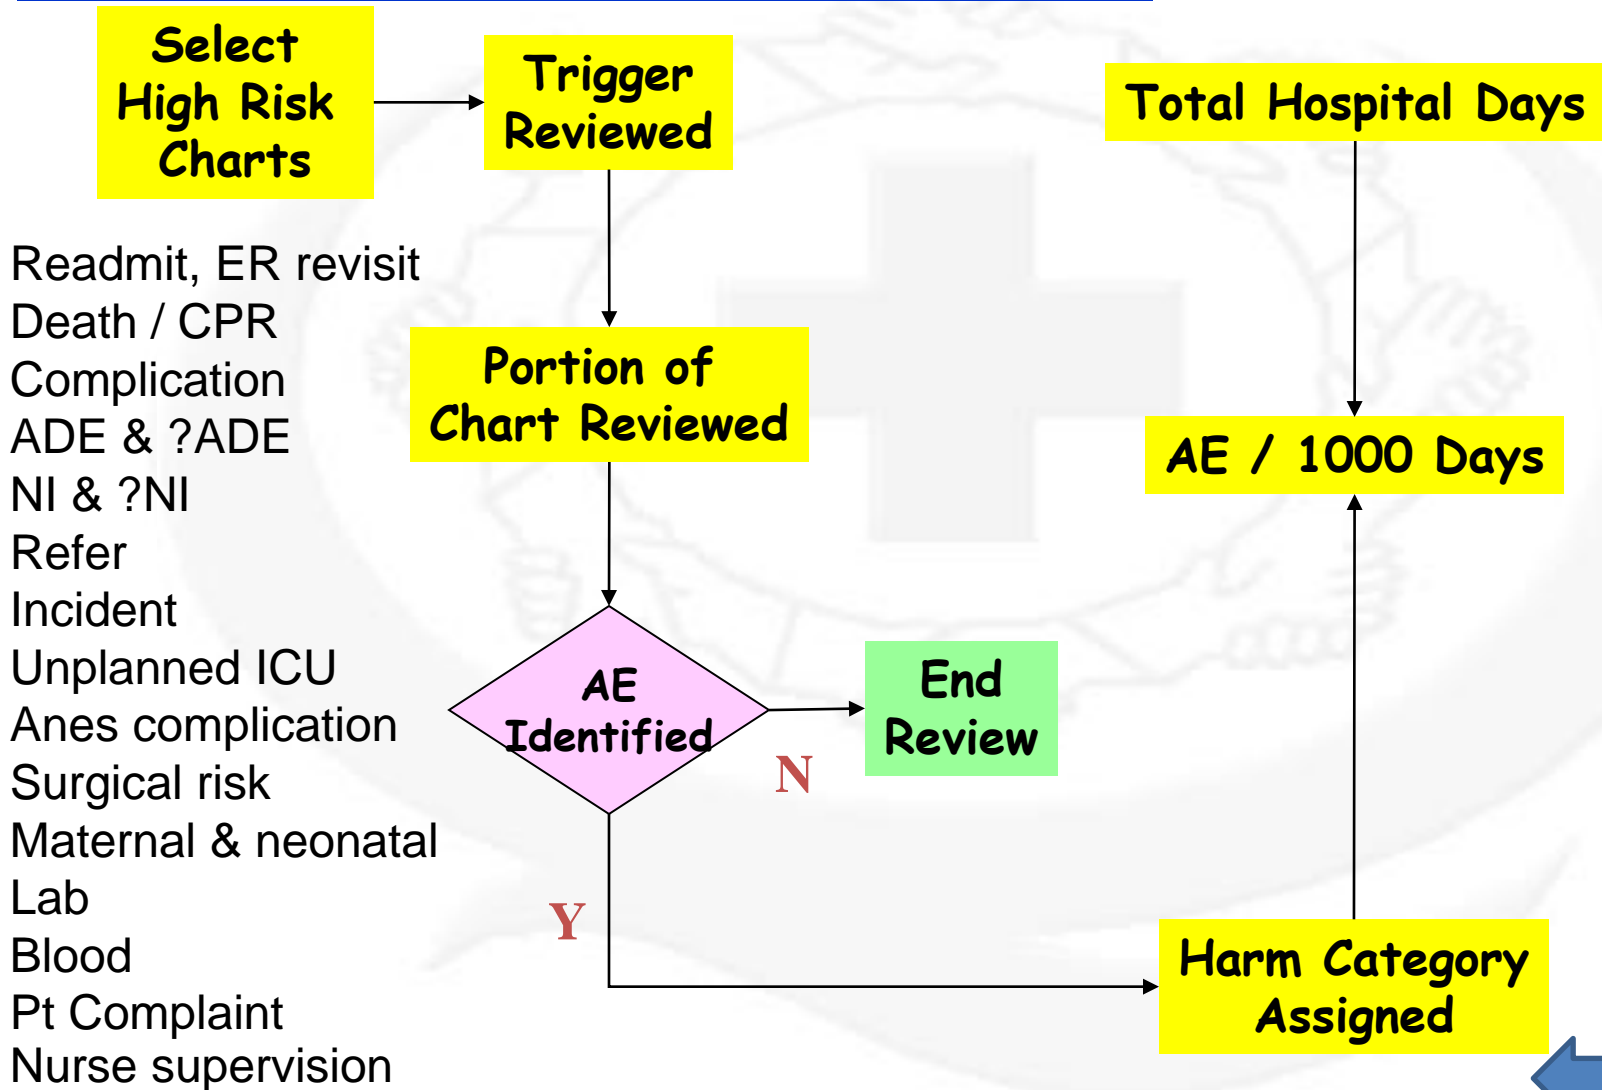 Select
High Risk
Charts
Trigger
Reviewed
Total Hospital Days
Readmit, ER revisit
Death / CPR
Complication
ADE & ?ADE
NI & ?NI
Refer
Incident
Unplanned ICU
Anes complication
Surgical risk
Maternal & neonatal
Lab
Blood
Pt Complaint
Nurse supervision
Portion of
Chart Reviewed
AE / 1000 Days
AE
Identified
N
End
Review
Y
Harm Category
Assigned